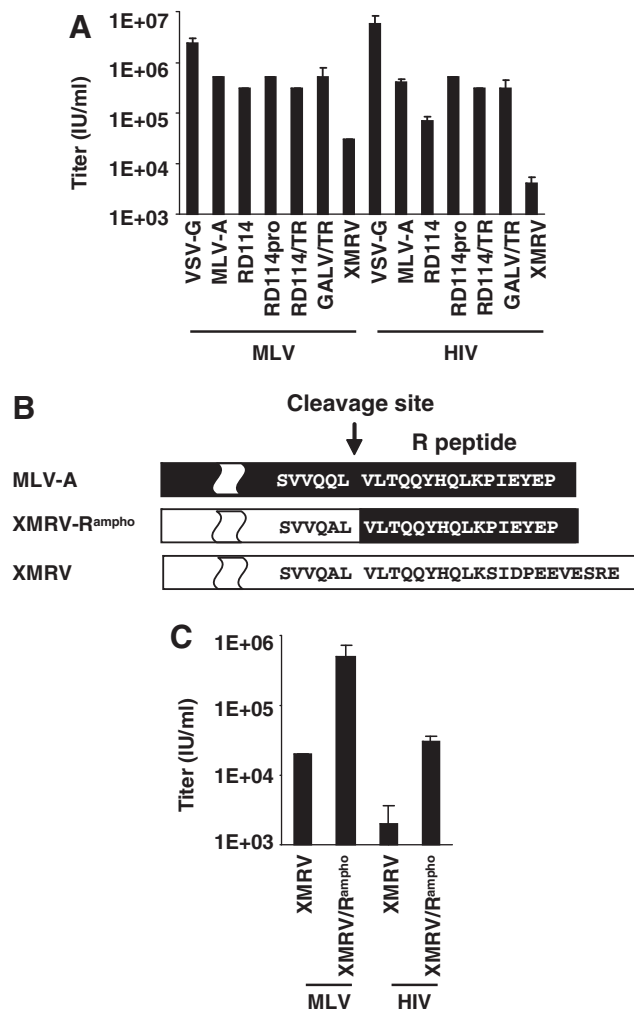 A
Titer (IU/ml)
1E+07
1E+06
1E+05
1E+04
1E+03
VSV-G
MLV-A
RD114
RD114pro
RD114/TR
GALV/TR
XMRV
VSV-G
MLV-A
RD114
RD114pro
RD114/TR
GALV/TR
XMRV
MLV
HIV
B
Cleavage site
R peptide
MLV-A
SVVQQL VLTQQYHQLKPIEYEP
XMRV-Rampho
SVVQAL VLTQQYHQLKPIEYEP
XMRV
SVVQAL VLTQQYHQLKSIDPEEVESRE
C
Titer (IU/ml)
1E+06
1E+05
1E+04
1E+03
XMRV
XMRV/Rampho
XMRV
XMRV/Rampho
MLV
HIV